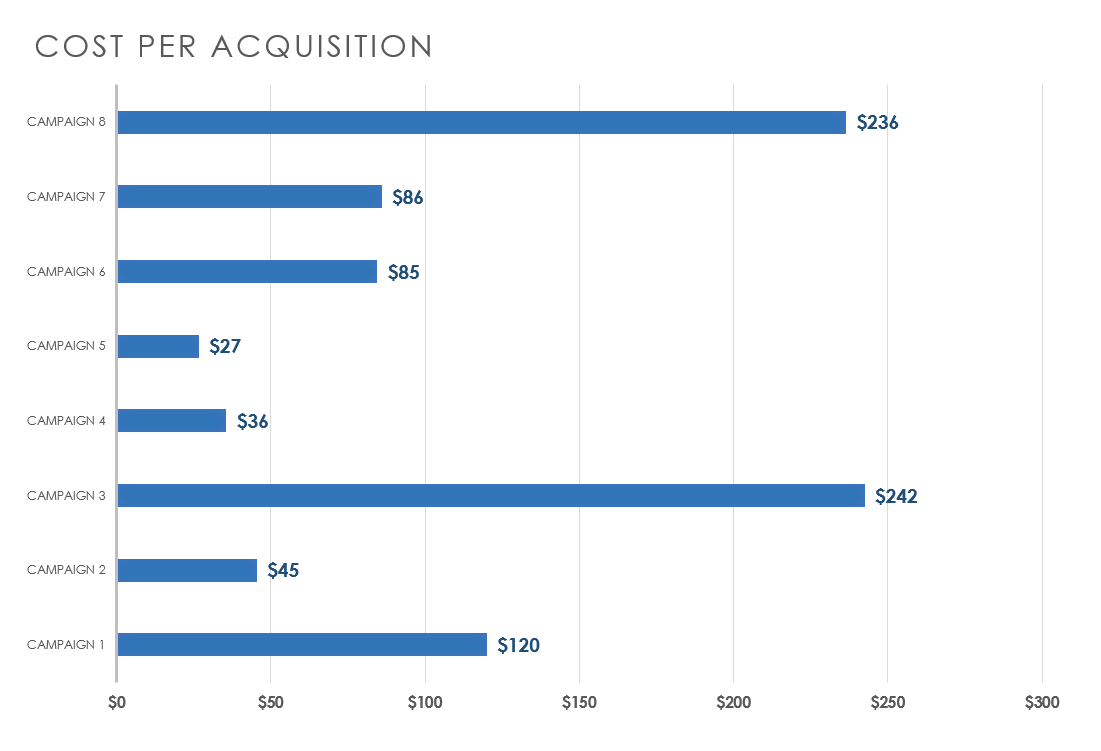 COST PER ACQUISITION
CAMPAIGN 8 $236
CAMPAIGN 7 $86
CAMPAIGN 6 $85
CAMPAIGN 5 $27
CAMPAIGN 4 $36
CAMPAIGN 3 $242
CAMPAIGN 2 $45
CAMPAIGN 1 $120
$0 $50 $100 $150 $200 $250 $300